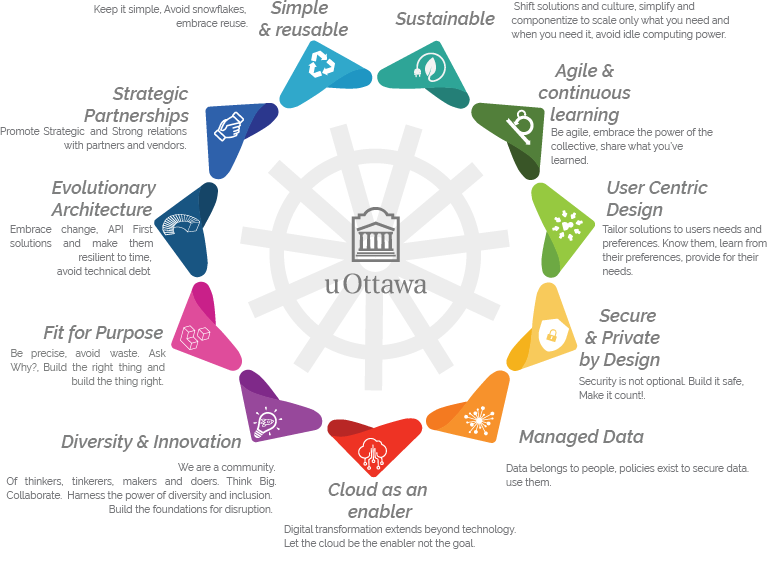 Simple
& reusable
Keep it simple, Avoid snowflakes,
embrace reuse.
Sustainable
Shift solutions and culture, simplify and
componentize to scale only what you need and
when you need it, avoid idle computing power.
Agile &
continuous
learning
Be agile, embrace the power of the
collective, share what you've
learned.
User Centric
Design
Tailor solutions to users needs and
preferences. Know them, learn from
their preferences, provide for their
needs.
Secure
& Private
by Design
Security is not optional. Build it safe,
Make it count!.
Managed Data
Data belongs to people, policies exist to secure data.
use them.
Cloud as an
enabler
Digital transformation extends beyond technology.
Let the cloud be the enabler not the goal.
Diversity & Innovation
We are a community.
Of thinkers, tinkerers, makers and doers. Think Big.
Collaborate. Harness the power of diversity and inclusion.
Build the foundations for disruption.
Fit for Purpose
Be precise, avoid waste. Ask
Why?, Build the right thing and
build the thing right.
Evolutionary
Architecture
Embrace change, API First
solutions and make them
resilient to time,
avoid technical debt
Strategic
Partnerships
Promote Strategic and Strong relations
with partners and vendors.
uOttawa